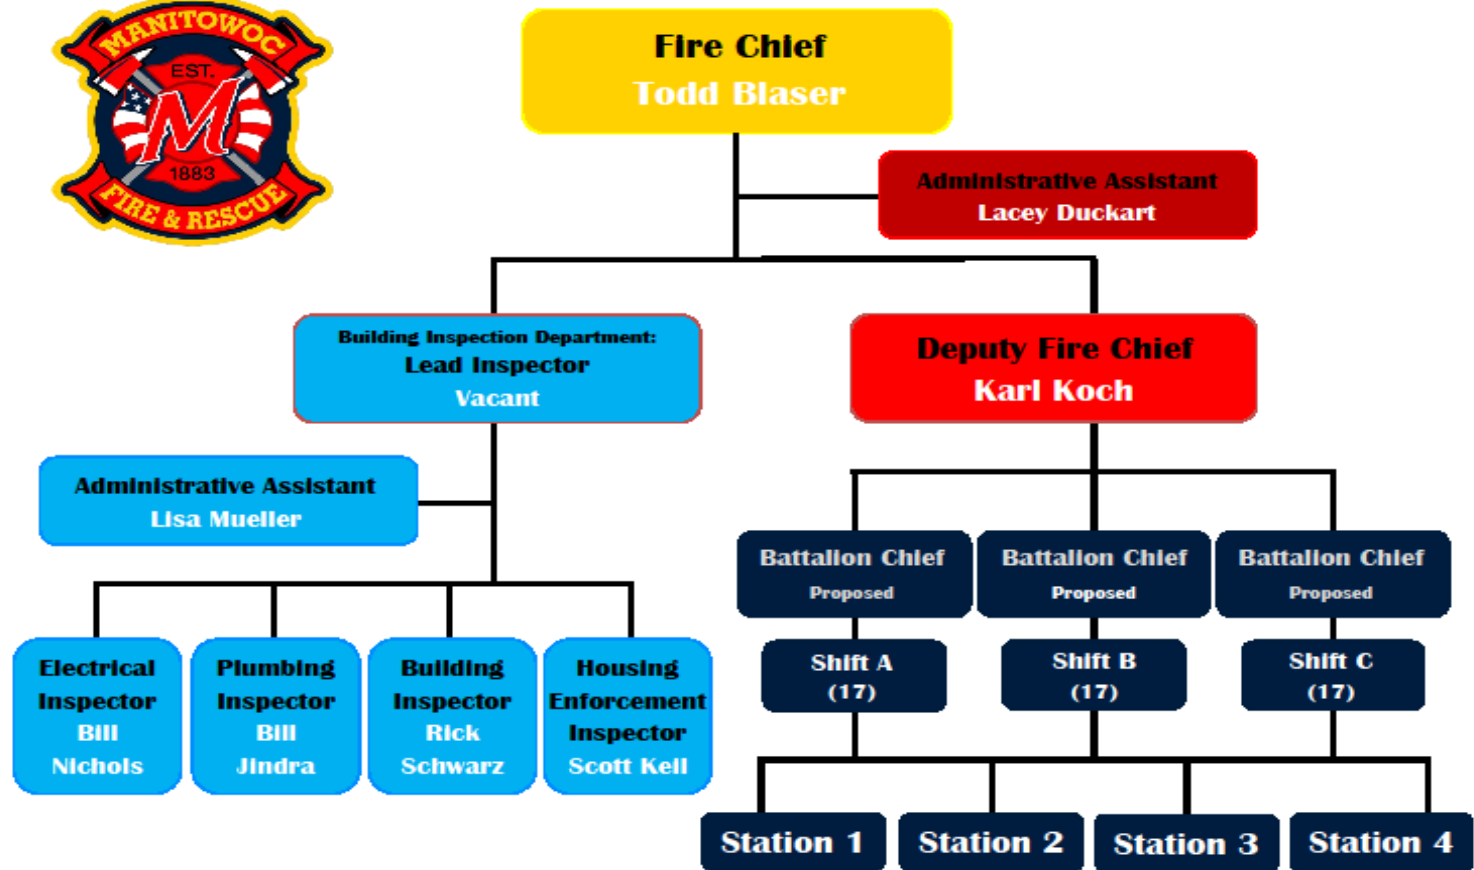 MANITOWOC
EST.
M
1883
FIRE & RESCUE
Fire Chief
Todd Blaser
Administrative Assistant
Lacey Duckart
Building Inspection Department:
Lead Inspector
Vacant
Deputy Fire Chief
Karl Koch
Administrative Assistant
Lisa Mueller
Battalion Chief
Proposed
Battalion Chief
Proposed
Battalion Chief
Proposed
Shift A
(17)
Shift B
(17)
Shift C
(17)
Electrical
Inspector
Bill
Nichols
Plumbing
Inspector
Bill
Jindra
Building
Inspector
Rick
Schwarz
Housing
Enforcement
Inspector
Scott Keil
Station 1
Station 2
Station 3
Station 4